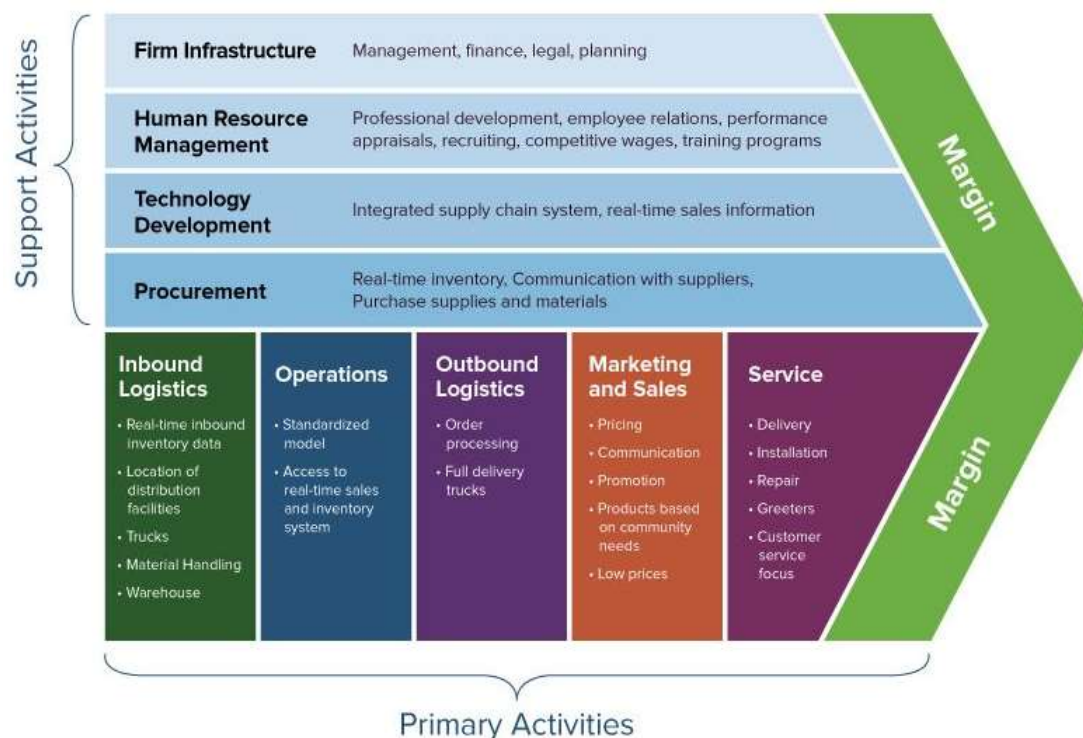 Support Activities
Firm Infrastructure
Management, finance, legal, planning
Human Resource
Management
Professional development, employee relations, performance
appraisals, recruiting, competitive wages, training programs
Technology
Development
Integrated supply chain system, real-time sales information
Procurement
Real-time inventory, Communication with suppliers,
Purchase supplies and materials
Margin
Inbound
Logistics
• Real-time inbound
inventory data
• Location of
distribution
facilities
• Trucks
• Material Handling
• Warehouse
Operations
• Standardized
model
• Access to
real-time sales
and inventory
system
Outbound
Logistics
• Order
processing
• Full delivery
trucks
Marketing
and Sales
• Pricing
• Communication
• Promotion
• Products based
on community
needs
• Low prices
Service
• Delivery
• Installation
• Repair
• Greeters
• Customer
service
focus
Margin
Primary Activities